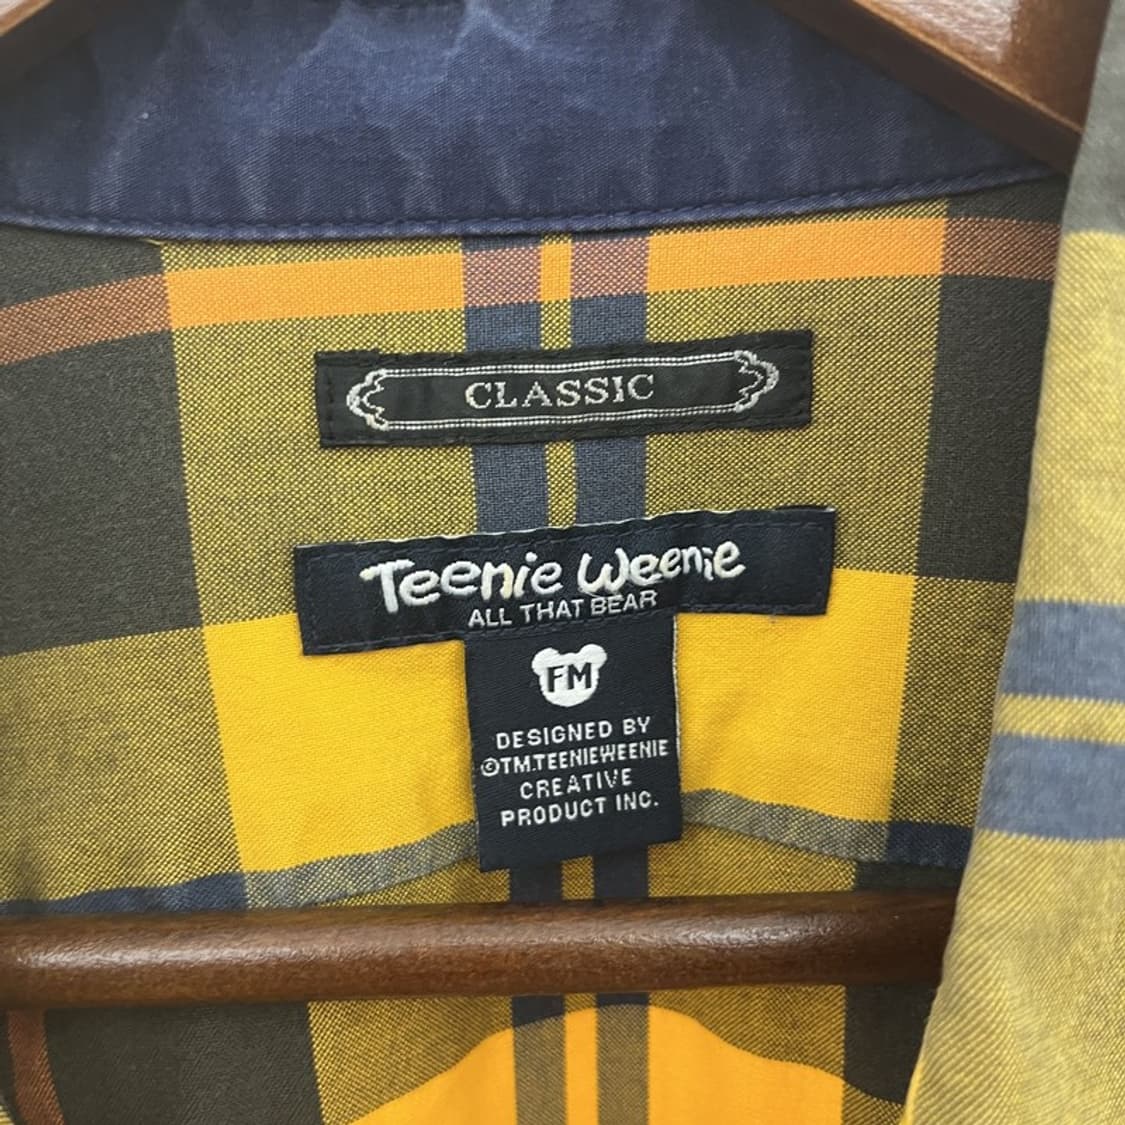 CLASSIC
Teenie Weenie
ALL THAT BEAR
FM
DESIGNED BY
©TM.TEENIEWEENIE
CREATIVE
PRODUCT INC.